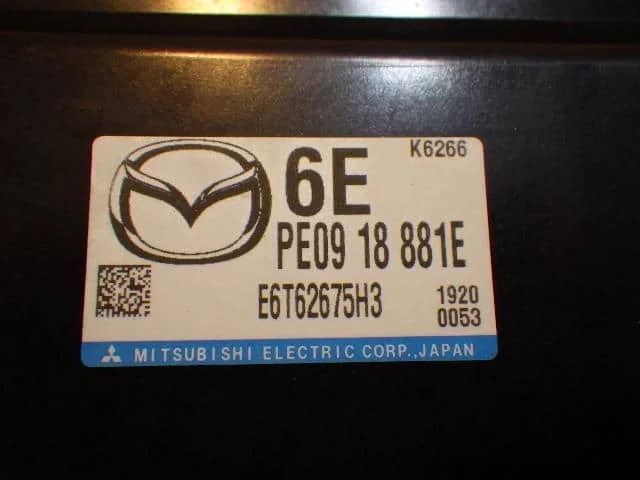 6E
K6266
PE09 18 881E
E6T62675H3
1920
0053
MITSUBISHI ELECTRIC CORP.,JAPAN